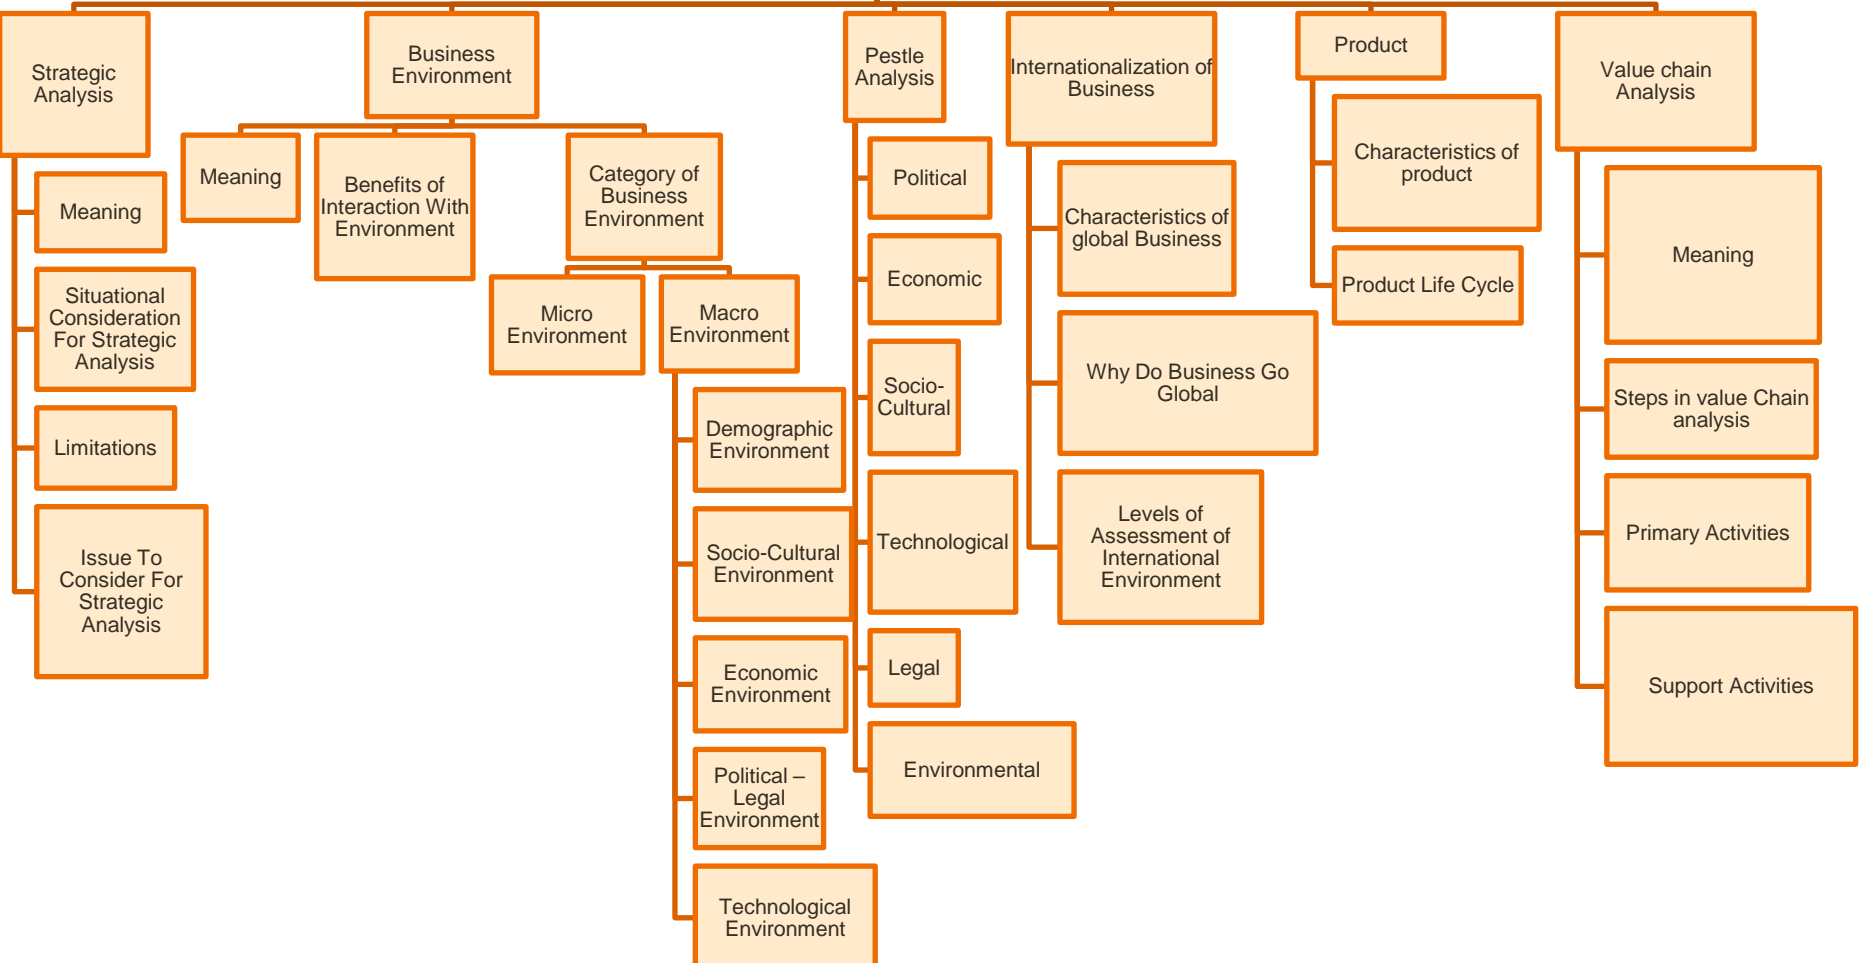 Strategic
Analysis
Meaning
Situational
Consideration
For Strategic
Analysis
Limitations
Issue To
Consider For
Strategic
Analysis
Business
Environment
Meaning
Benefits of
Interaction With
Environment
Category of
Business
Environment
Micro
Environment
Macro
Environment
Demographic
Environment
Socio-Cultural
Environment
Economic
Environment
Political –
Legal
Environment
Technological
Environment
Pestle
Analysis
Political
Economic
Socio-
Cultural
Technological
Legal
Environmental
Internationalization of
Business
Characteristics of
global Business
Why Do Business Go
Global
Levels of
Assessment of
International
Environment
Product
Characteristics of
product
Product Life Cycle
Value chain
Analysis
Meaning
Steps in value Chain
analysis
Primary Activities
Support Activities